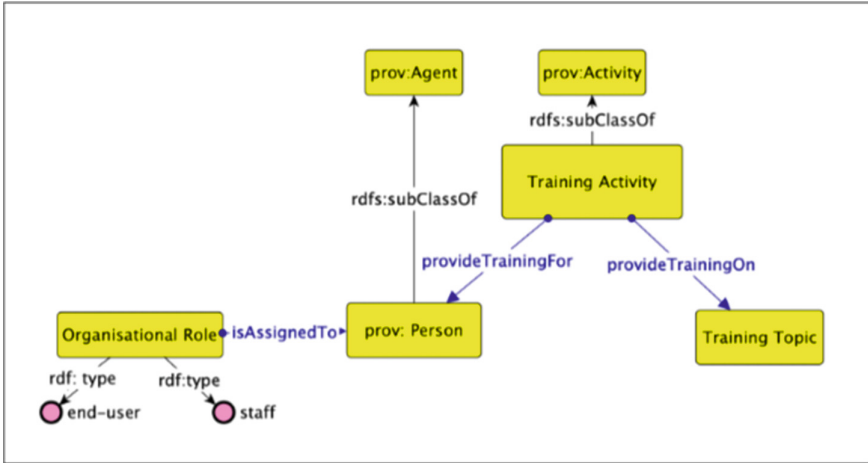 prov:Agent
prov:Activity
rdfs:subClassOf
Training Activity
rdfs:subClassOf
provideTrainingFor
provideTrainingOn
Organisational Role
isAssignedTo
prov: Person
Training Topic
rdf: type
rdf:type
end-user
staff